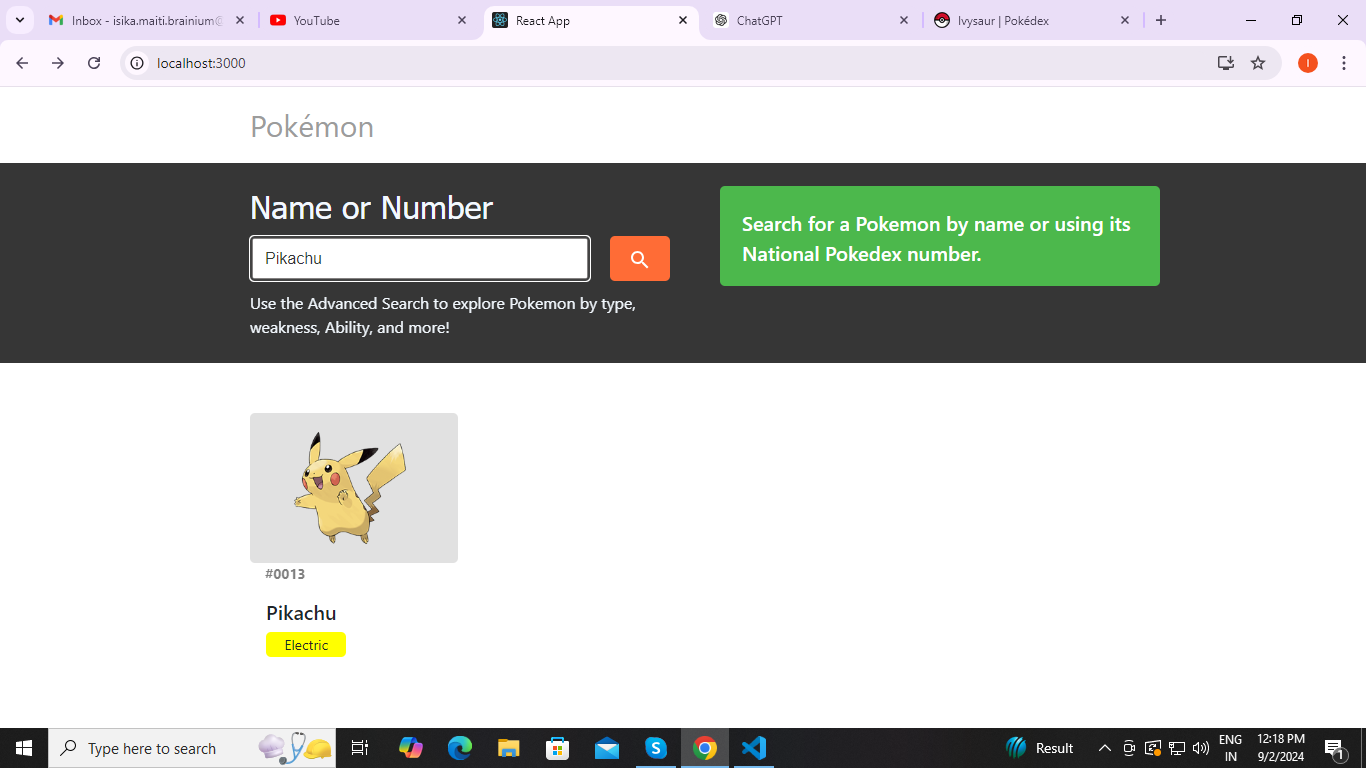 Inbox - isika.maiti.brainium@
YouTube
React App
ChatGPT
Ivysaur | Pokédex
localhost:3000
I
Pokémon
Name or Number
Pikachu
Use the Advanced Search to explore Pokemon by type,
weakness, Ability, and more!
Search for a Pokemon by name or using its
National Pokedex number.
#0013
Pikachu
Electric
Type here to search
Result
ENG
IN
12:18 PM
9/2/2024
1